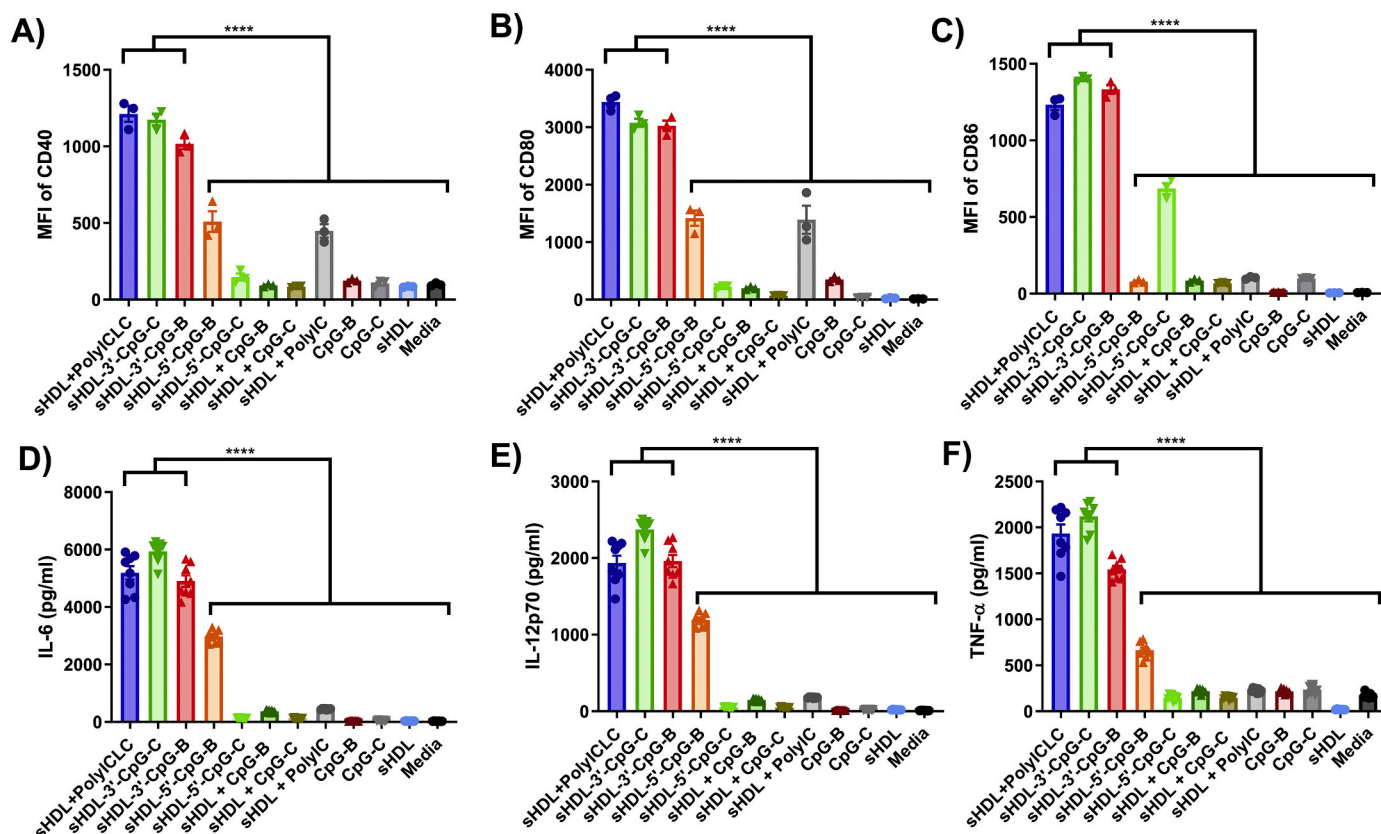 A)
****
MFI of CD40
1500
1000
500
0
sHDL+PolyICLC
sHDL-3'-CpG-C
sHDL-3'-CpG-B
sHDL-5'-CpG-B
sHDL-5'-CpG-C
sHDL + CpG-B
sHDL + CpG-C
sHDL + PolyIC
CpG-B
CpG-C
sHDL
Media
B)
****
MFI of CD80
4000
3000
2000
1000
0
sHDL+PolyICLC
sHDL-3'-CpG-C
sHDL-3'-CpG-B
sHDL-5'-CpG-B
sHDL-5'-CpG-C
sHDL + CpG-B
sHDL + CpG-C
sHDL + PolyIC
CpG-B
CpG-C
sHDL
Media
C)
****
MFI of CD86
1500
1000
500
0
sHDL+PolyICLC
sHDL-3'-CpG-C
sHDL-3'-CpG-B
sHDL-5'-CpG-B
sHDL-5'-CpG-C
sHDL + CpG-B
sHDL + CpG-C
sHDL + PolyIC
CpG-B
CpG-C
sHDL
Media
D)
****
IL-6 (pg/ml)
8000
6000
4000
2000
0
sHDL+PolyICLC
sHDL-3'-CpG-C
sHDL-3'-CpG-B
sHDL-5'-CpG-B
sHDL-5'-CpG-C
sHDL + CpG-B
sHDL + CpG-C
sHDL + PolyIC
CpG-B
CpG-C
sHDL
Media
E)
****
IL-12p70 (pg/ml)
3000
2000
1000
0
sHDL+PolyICLC
sHDL-3'-CpG-C
sHDL-3'-CpG-B
sHDL-5'-CpG-B
sHDL-5'-CpG-C
sHDL + CpG-B
sHDL + CpG-C
sHDL + PolyIC
CpG-B
CpG-C
sHDL
Media
F)
****
TNF-α (pg/ml)
2500
2000
1500
1000
500
0
sHDL+PolyICLC
sHDL-3'-CpG-C
sHDL-3'-CpG-B
sHDL-5'-CpG-B
sHDL-5'-CpG-C
sHDL + CpG-B
sHDL + CpG-C
sHDL + PolyIC
CpG-B
CpG-C
sHDL
Media